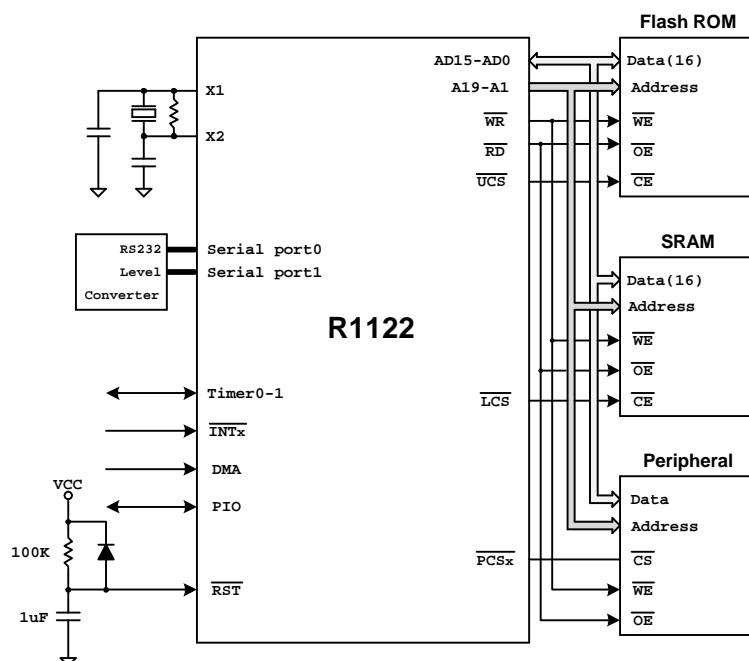 Flash ROM
AD15-AD0
Data(16)
A19-A1
Address
X1
WR
WE
X2
RD
OE
UCS
CE
SRAM
RS232
Serial port0
Level
Serial port1
Converter
Data(16)
Address
R1122
WE
OE
Timer0-1
LCS
CE
INTx
DMA
Peripheral
VCC
PIO
Data
Address
100K
PCSx
CS
RST
WE
1uF
OE